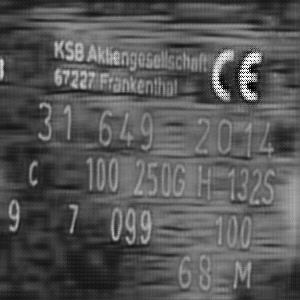 KSB Aktiengesellschaft CE
67227 Frankenthal
31 649 2014
C 100 250G H 132S
9 7 099 100
68 M